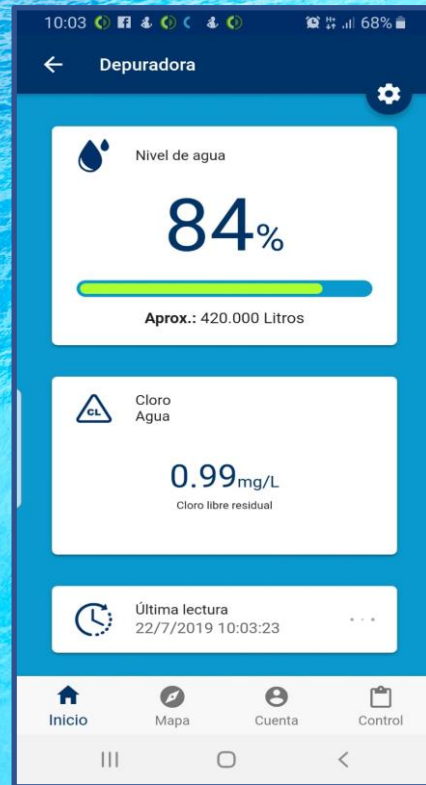 10:03 68%
Depuradora
Nivel de agua
84%
Aprox.: 420.000 Litros
CL
Cloro
Agua
0.99mg/L
Cloro libre residual
Última lectura
22/7/2019 10:03:23
Inicio Mapa Cuenta Control